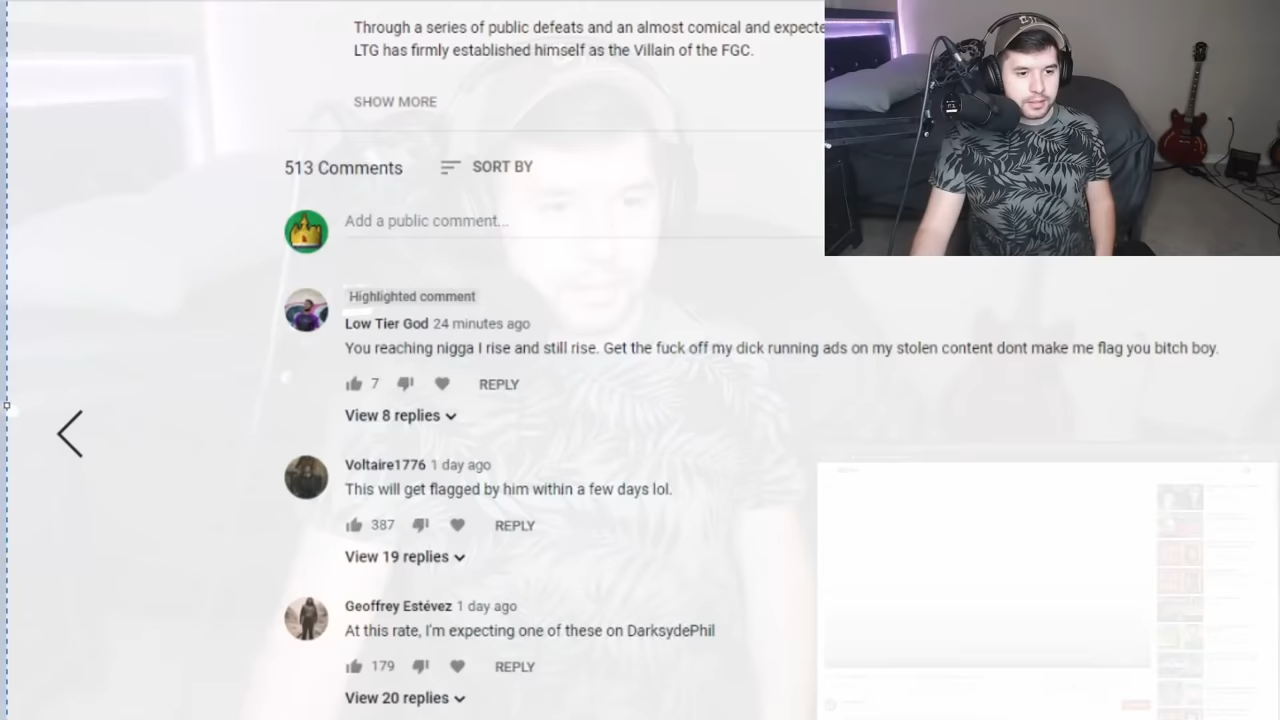 Through a series of public defeats and an almost comical and expecte
LTG has firmly established himself as the Villain of the FGC.
SHOW MORE
513 Comments
SORT BY
Add a public comment...
Highlighted comment
Low Tier God 24 minutes ago
You reaching nigga I rise and still rise. Get the fuck off my dick running ads on my stolen content dont make me flag you bitch boy.
7
REPLY
View 8 replies
Voltaire1776 1 day ago
This will get flagged by him within a few days lol.
387
REPLY
View 19 replies
Geoffrey Estévez 1 day ago
At this rate, I'm expecting one of these on DarksydePhil
179
REPLY
View 20 replies